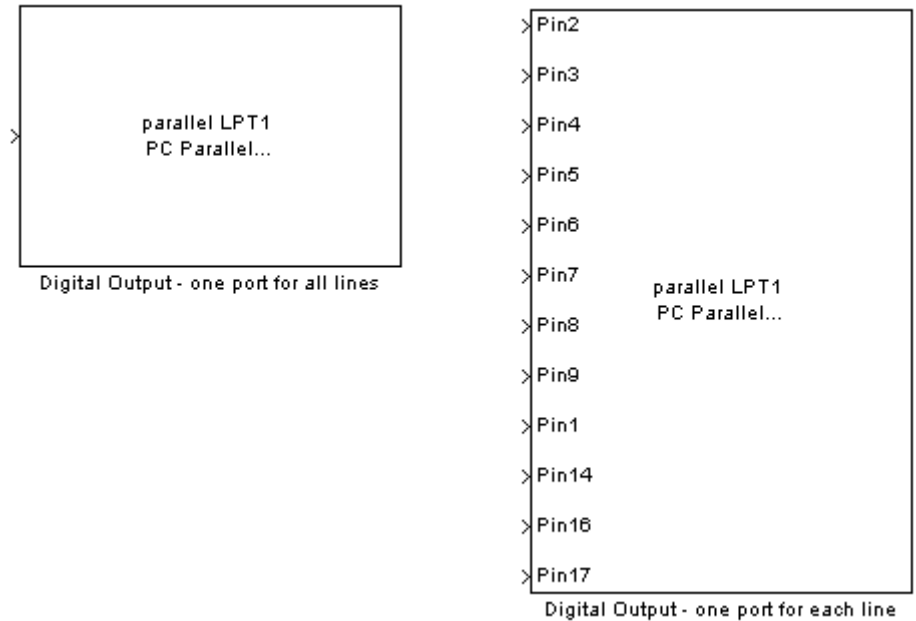 parallel LPT1
PC Parallel...
Digital Output - one port for all lines
Pin2
Pin3
Pin4
Pin5
Pin6
Pin7
Pin8
Pin9
Pin1
Pin14
Pin16
Pin17
parallel LPT1
PC Parallel...
Digital Output - one port for each line